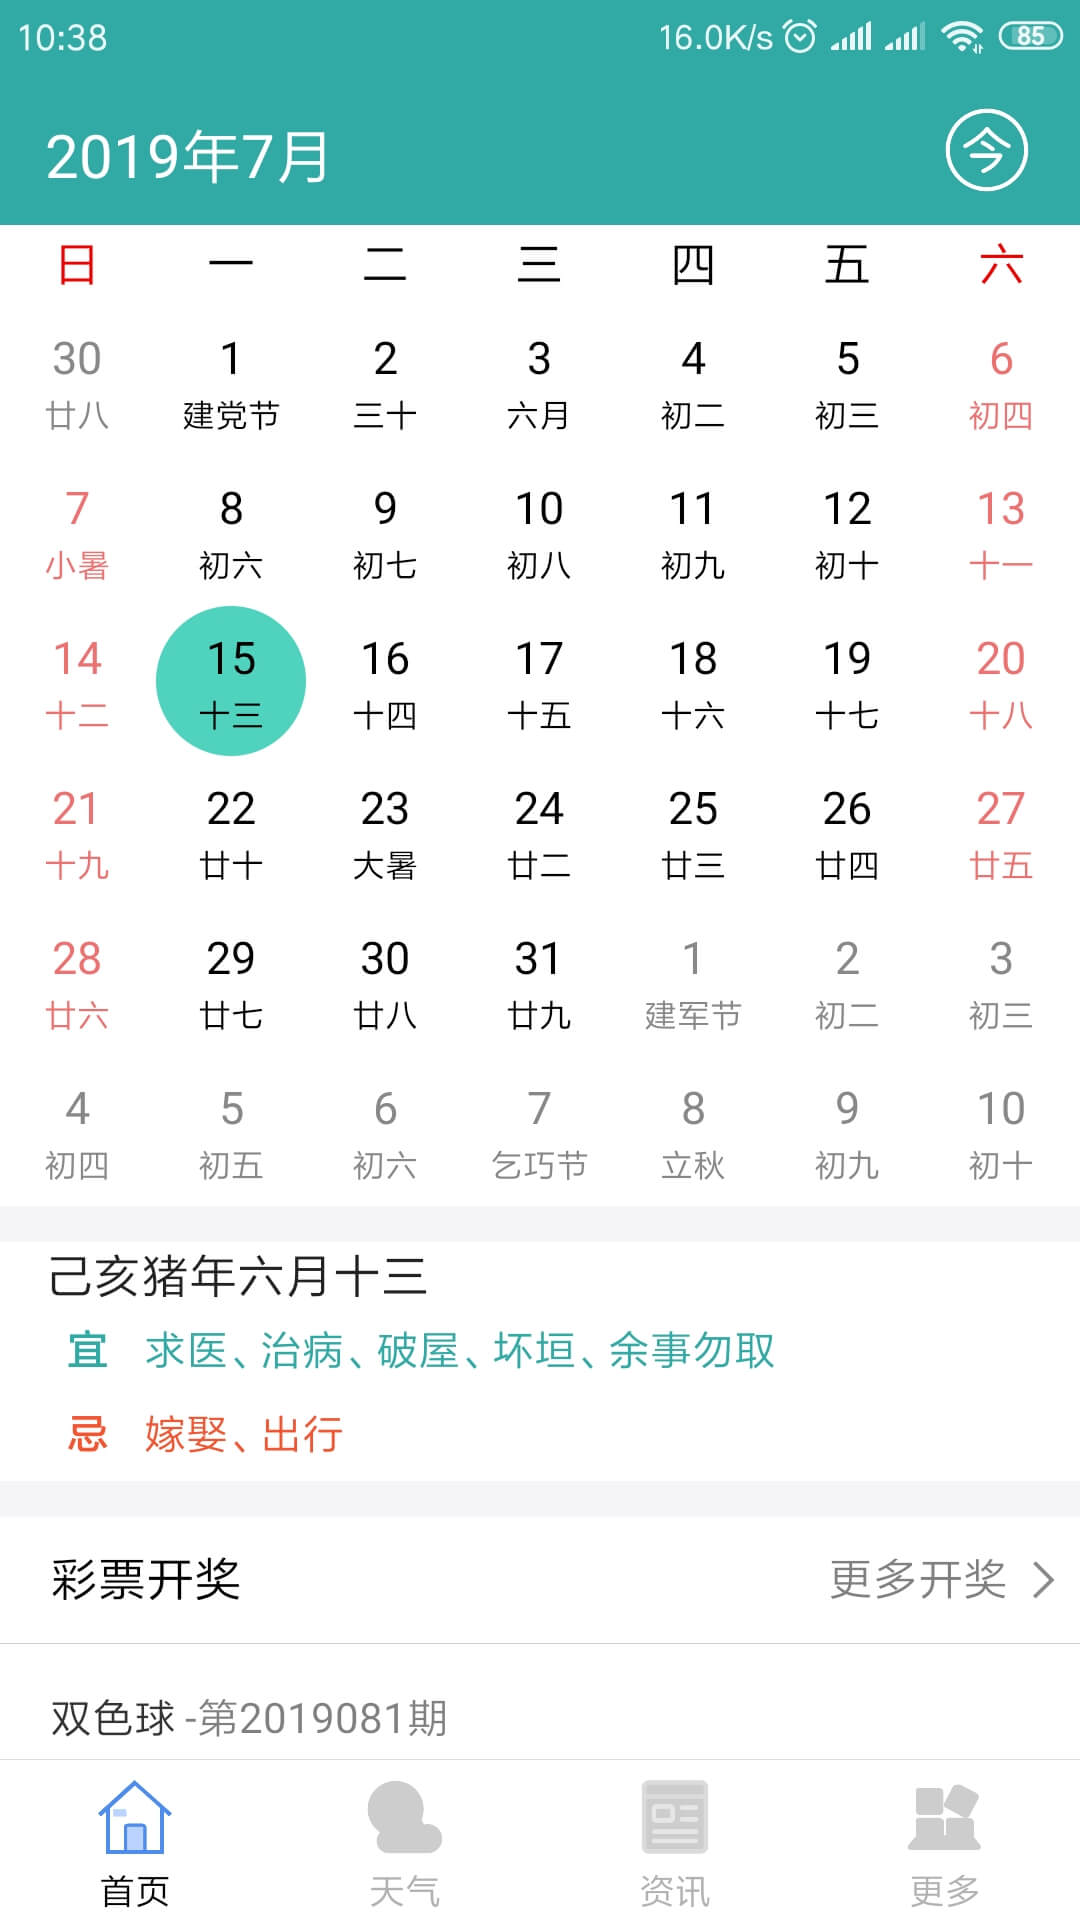 10:38 16.0K/s 85
2019年7月 今
日 一 二 三 四 五 六
30 1 2 3 4 5 6
廿八 建党节 三十 六月 初二 初三 初四
7 8 9 10 11 12 13
小暑 初六 初七 初八 初九 初十 十一
14 15 16 17 18 19 20
十二 十三 十四 十五 十六 十七 十八
21 22 23 24 25 26 27
十九 廿十 大暑 廿二 廿三 廿四 廿五
28 29 30 31 1 2 3
廿六 廿七 廿八 廿九 建军节 初二 初三
4 5 6 7 8 9 10
初四 初五 初六 乞巧节 立秋 初九 初十
己亥猪年六月十三
宜 求医、治病、破屋、坏垣、余事勿取
忌 嫁娶、出行
彩票开奖 更多开奖
双色球 -第2019081期
首页 天气 资讯 更多